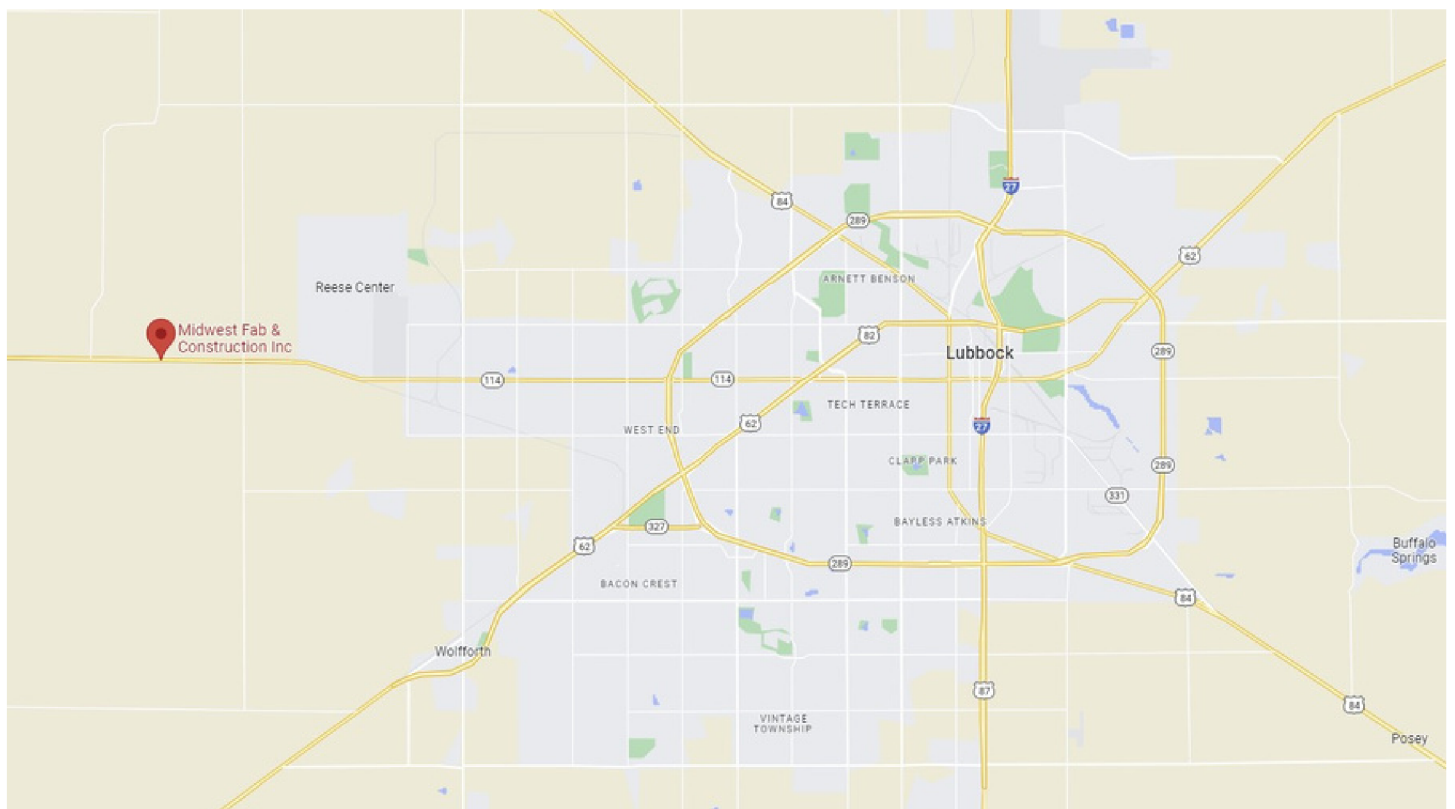 27
84
289
62
ARNETT BENSON
Reese Center
Midwest Fab &
Construction Inc
82
Lubbock
289
114
114
TECH TERRACE
62
WEST END
27
CLAPP PARK
289
331
BAYLESS ATKINS
327
62
289
Buffalo
Springs
BACON CREST
84
Wolfforth
87
84
VINTAGE
TOWNSHIP
Posey